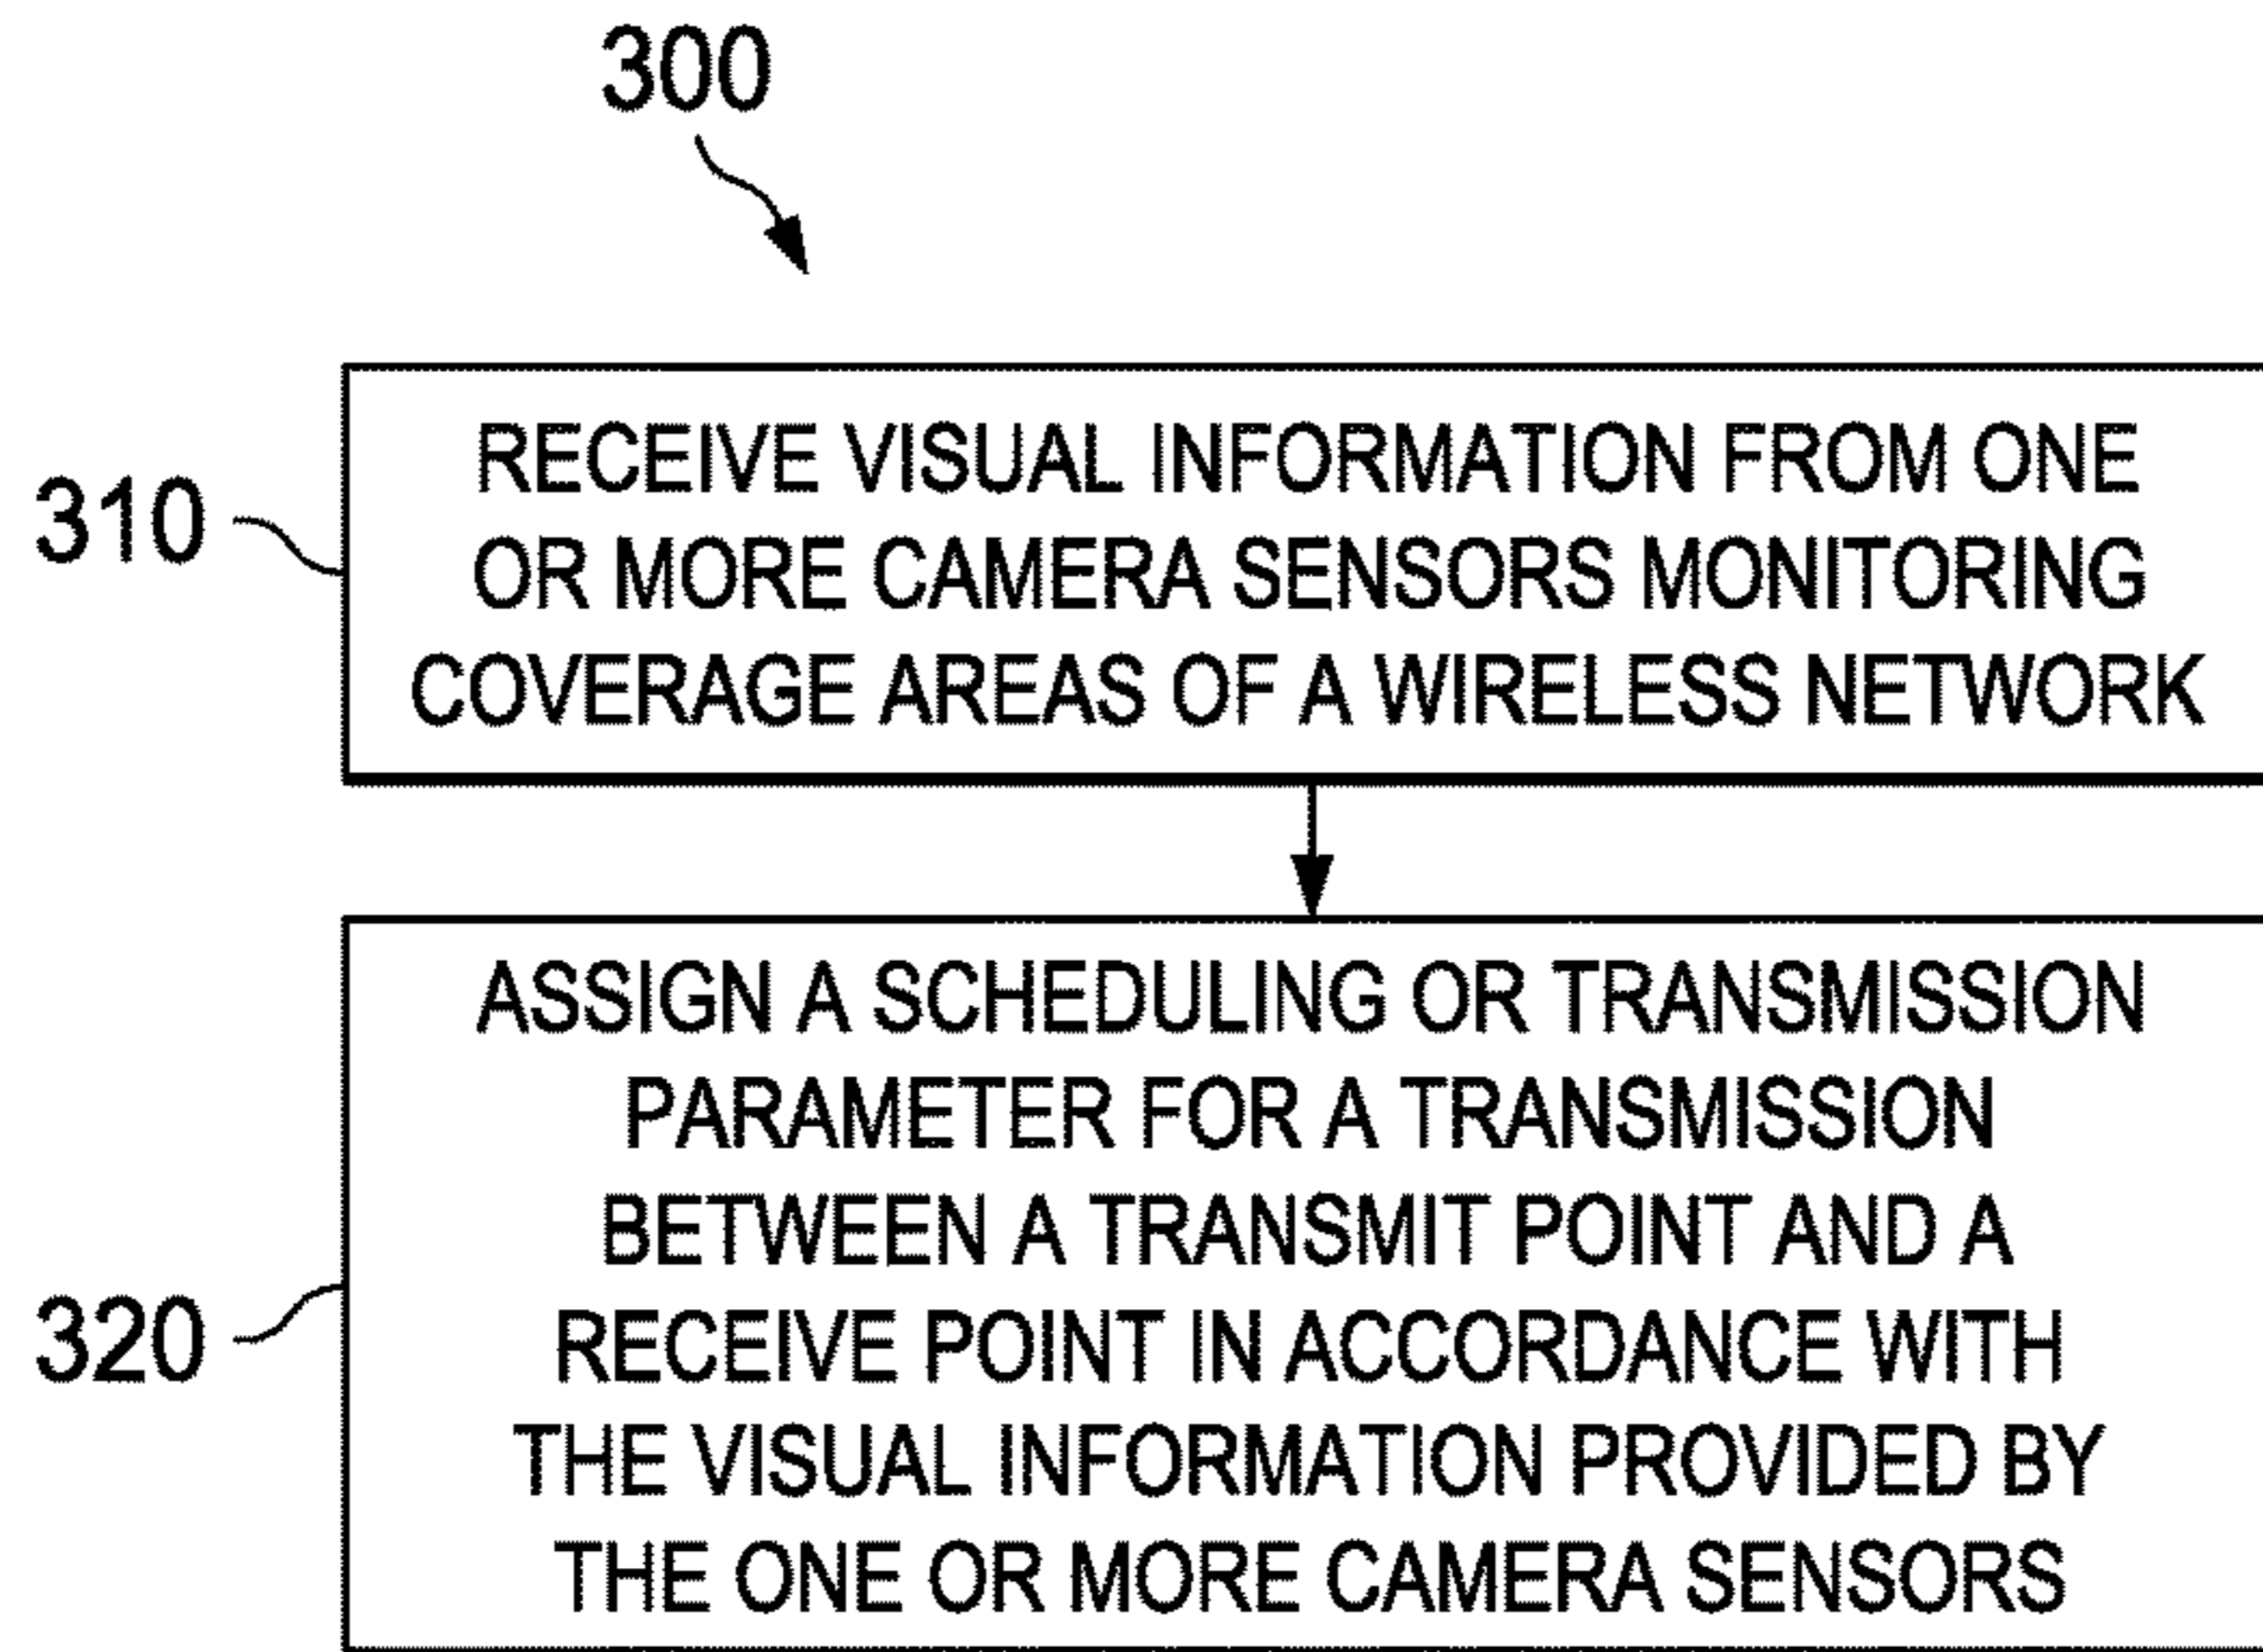 300
310
RECEIVE VISUAL INFORMATION FROM ONE
OR MORE CAMERA SENSORS MONITORING
COVERAGE AREAS OF A WIRELESS NETWORK
320
ASSIGN A SCHEDULING OR TRANSMISSION
PARAMETER FOR A TRANSMISSION
BETWEEN A TRANSMIT POINT AND A
RECEIVE POINT IN ACCORDANCE WITH
THE VISUAL INFORMATION PROVIDED BY
THE ONE OR MORE CAMERA SENSORS